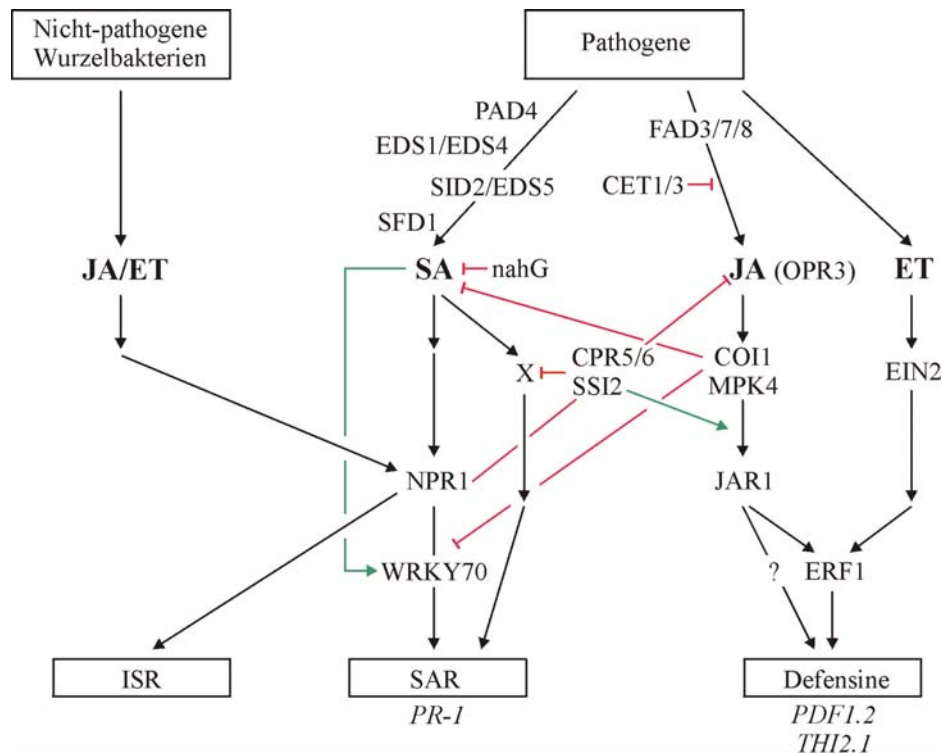 Nicht-pathogene
Wurzelbakterien
Pathogene
PAD4
FAD3/7/8
EDS1/EDS4
SID2/EDS5
CET1/3
SFD1
JA/ET
SA
nahG
JA (OPR3)
ET
CPR5/6
COI1
X
SSI2
MPK4
EIN2
NPR1
JAR1
WRKY70
?
ERF1
ISR
SAR
Defensine
PR-1
PDF1.2
THI2.1